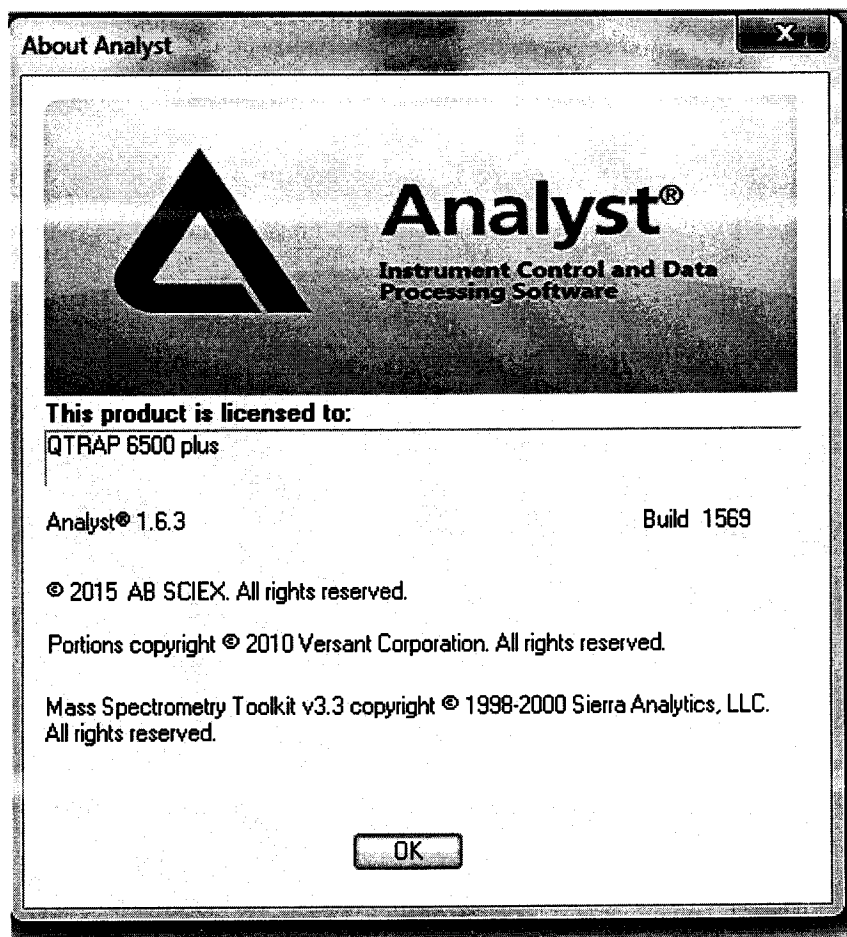 About Analyst
X
Analyst®
Instrument Control and Data
Processing Software
This product is licensed to:
QTRAP 6500 plus
Analyst® 1.6.3
Build 1569
© 2015 AB SCIEX. All rights reserved.
Portions copyright © 2010 Versant Corporation. All rights reserved.
Mass Spectrometry Toolkit v3.3 copyright © 1998-2000 Sierra Analytics, LLC.
All rights reserved.
OK